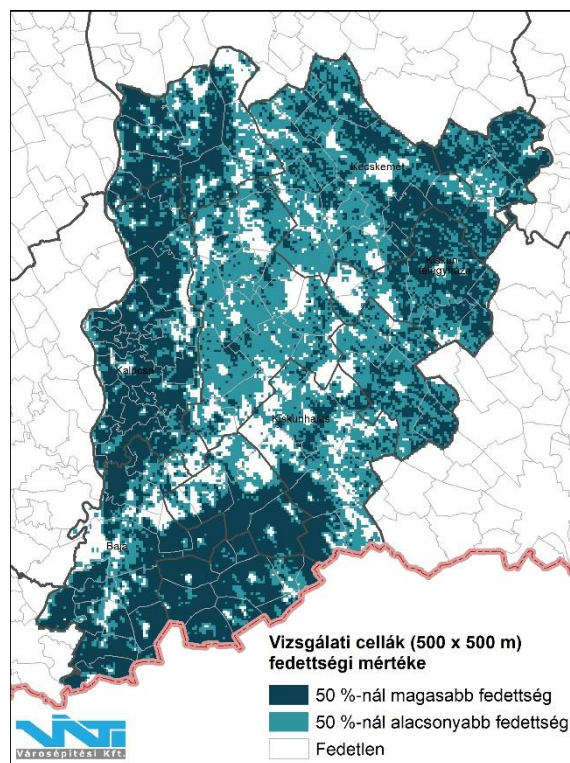 Kecskemét
Kiskun-
félegyháza
Kalocsa
Kiskunhalas
Baja
Vizsgálati cellák (500 x 500 m)
fedettségi mértéke
50 %-nál magasabb fedettség
50 %-nál alacsonyabb fedettség
Fedetlen
VÁTI
Városépítési Kft.